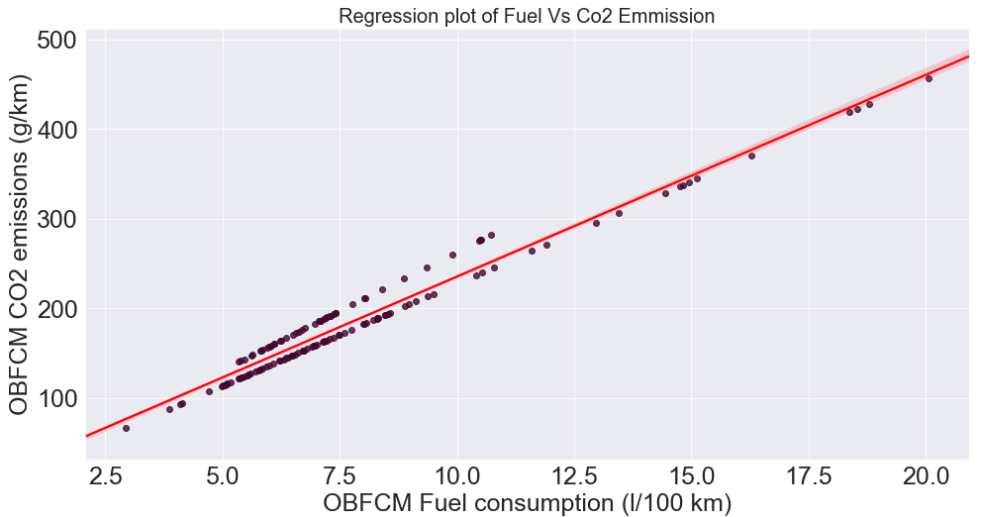 Regression plot of Fuel Vs Co2 Emmission
500
400
300
200
100
OBFCM CO2 emissions (g/km)
2.5 5.0 7.5 10.0 12.5 15.0 17.5 20.0
OBFCM Fuel consumption (l/100 km)